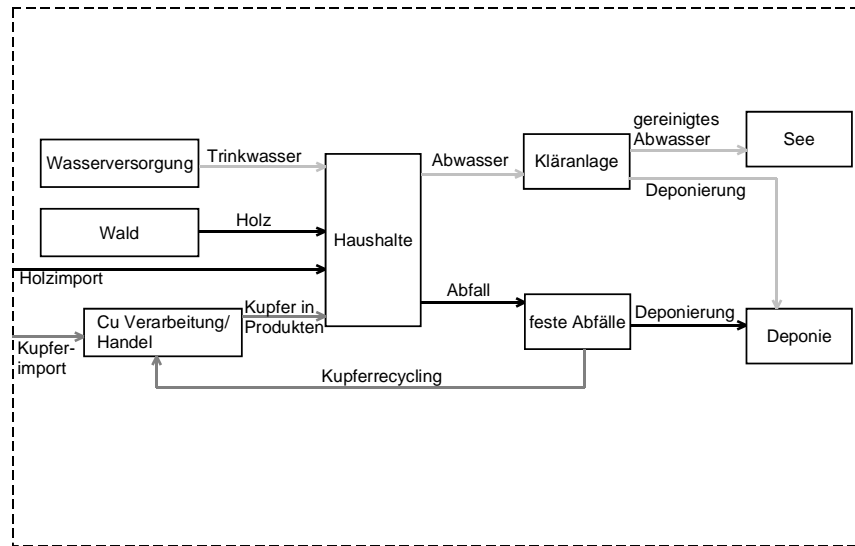 gereinigtes
Abwasser
See
Wasserversorgung
Trinkwasser
Abwasser
Kläranlage
Deponierung
Wald
Holz
Haushalte
Holzimport
Abfall
Kupfer in
Produkten
Cu Verarbeitung/
Handel
feste Abfälle
Deponierung
Deponie
Kupfer-
import
Kupferrecycling